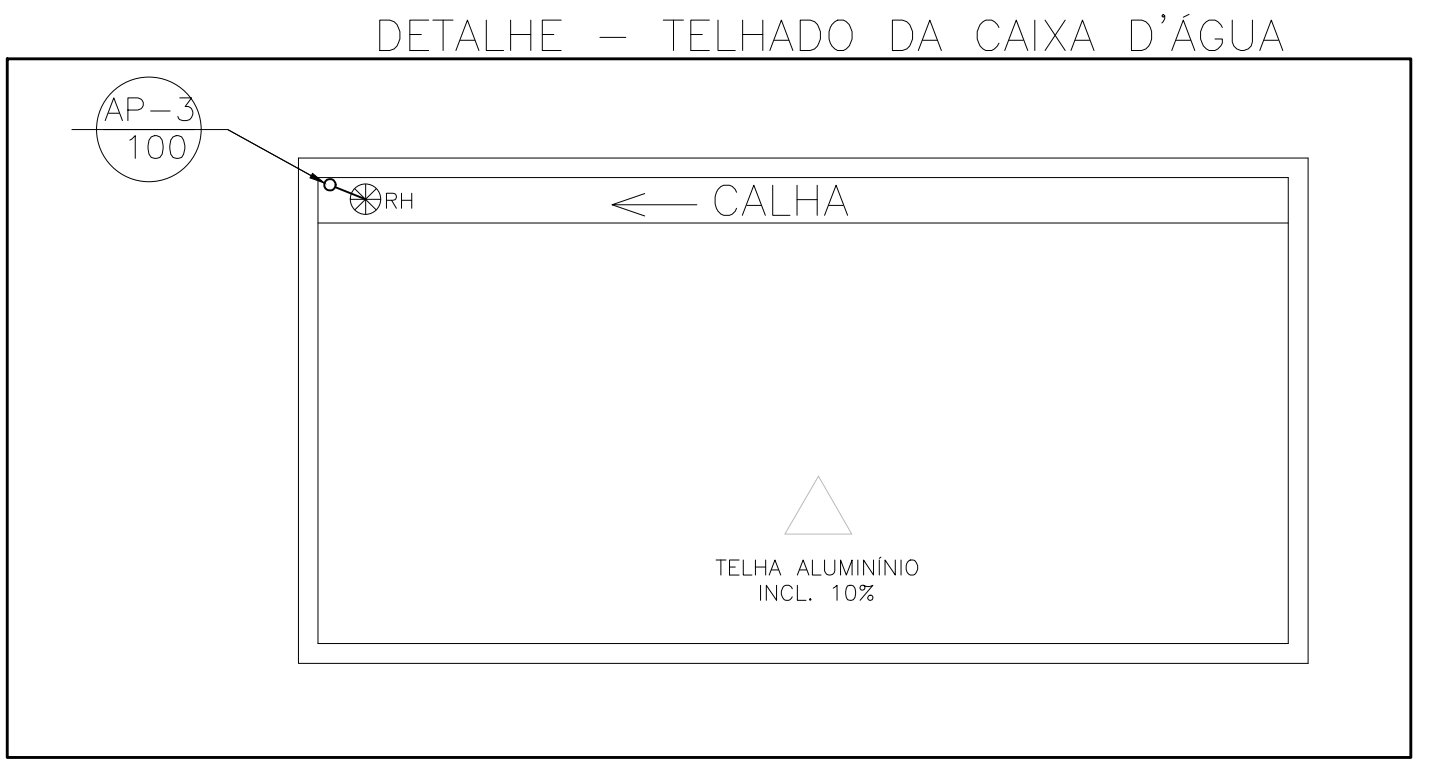 DETALHE — TELHADO DA CAIXA D'ÁGUA
AP-3
100
RH
CALHA
TELHA ALUMINÍNIO
INCL. 10%